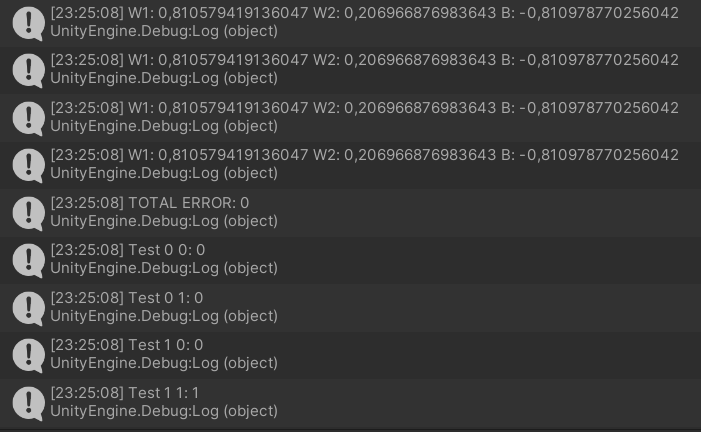 [23:25:08] W1: 0,810579419136047 W2: 0,206966876983643 B: -0,810978770256042
UnityEngine.Debug:Log (object)
[23:25:08] W1: 0,810579419136047 W2: 0,206966876983643 B: -0,810978770256042
UnityEngine.Debug:Log (object)
[23:25:08] W1: 0,810579419136047 W2: 0,206966876983643 B: -0,810978770256042
UnityEngine.Debug:Log (object)
[23:25:08] W1: 0,810579419136047 W2: 0,206966876983643 B: -0,810978770256042
UnityEngine.Debug:Log (object)
[23:25:08] TOTAL ERROR: 0
UnityEngine.Debug:Log (object)
[23:25:08] Test 0 0: 0
UnityEngine.Debug:Log (object)
[23:25:08] Test 0 1: 0
UnityEngine.Debug:Log (object)
[23:25:08] Test 1 0: 0
UnityEngine.Debug:Log (object)
[23:25:08] Test 1 1: 1
UnityEngine.Debug:Log (object)